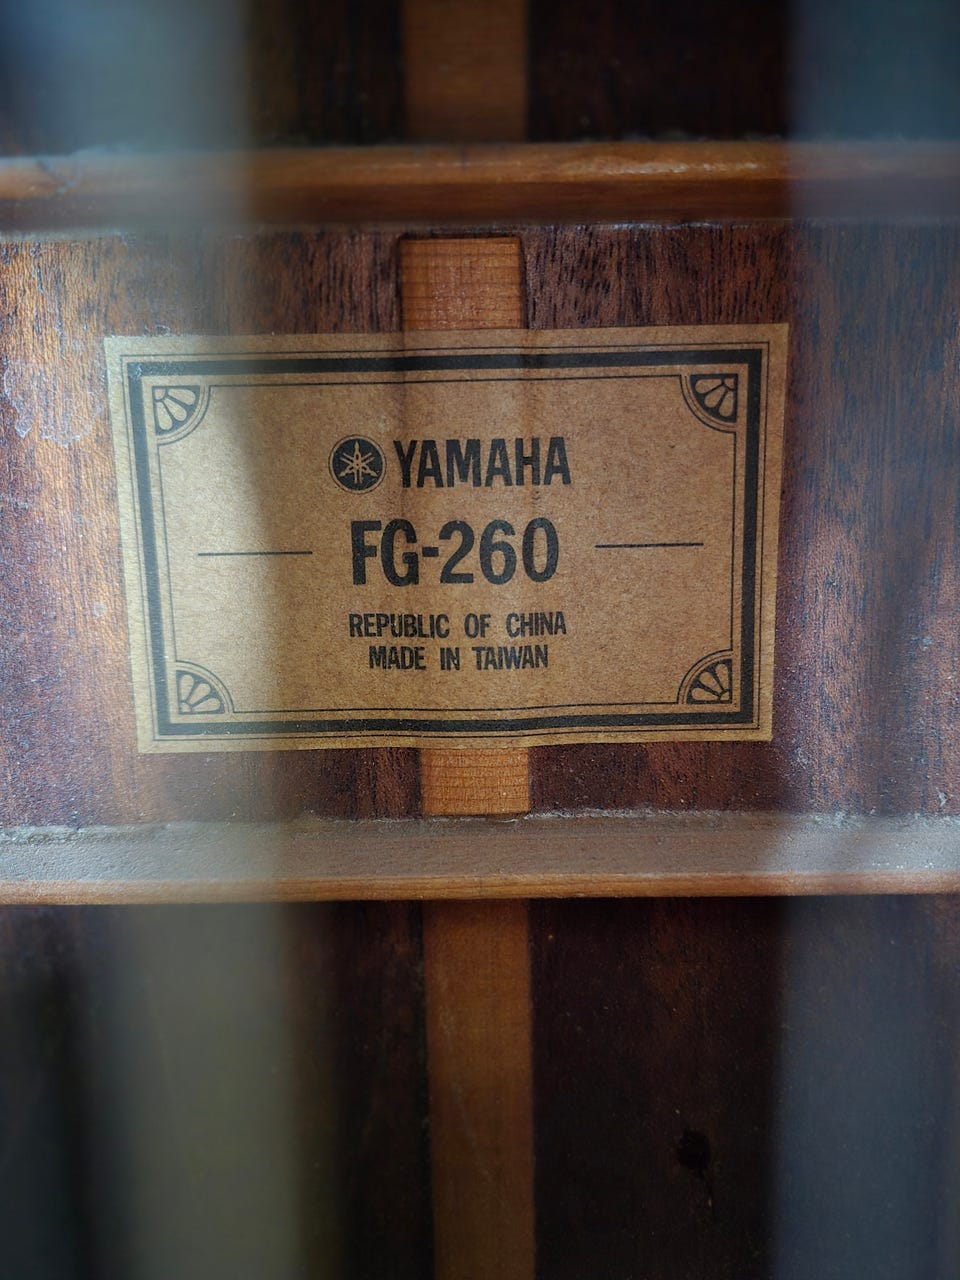 YAMAHA
FG-260
REPUBLIC OF CHINA
MADE IN TAIWAN